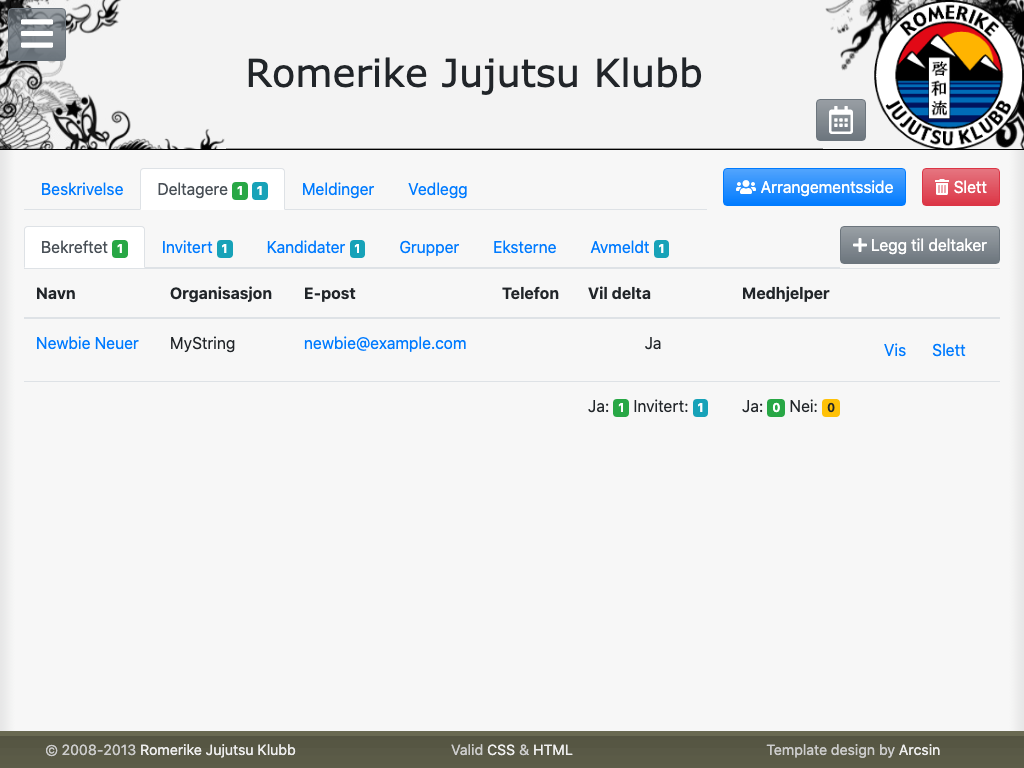 Romerike Jujutsu Klubb
ROMERIKE
啓和流
JUJUTSU KLUBB
Beskrivelse Deltagere 1 1 Meldinger Vedlegg Arrangementsside Slett
Bekreftet 1 Invitert 1 Kandidater 1 Grupper Eksterne Avmeldt 1 Legg til deltaker
Navn Organisasjon E-post Telefon Vil delta Medhjelper
Newbie Neuer MyString newbie@example.com Ja Vis Slett
Ja: 1 Invitert: 1 Ja: 0 Nei: 0
© 2008-2013 Romerike Jujutsu Klubb Valid CSS & HTML Template design by Arcsin